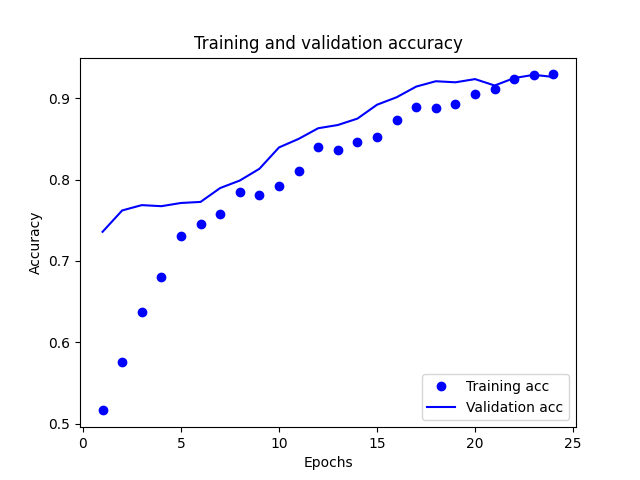 Training and validation accuracy
Accuracy
0.9
0.8
0.7
0.6
0.5
0 5 10 15 20 25
Epochs
Training acc
Validation acc